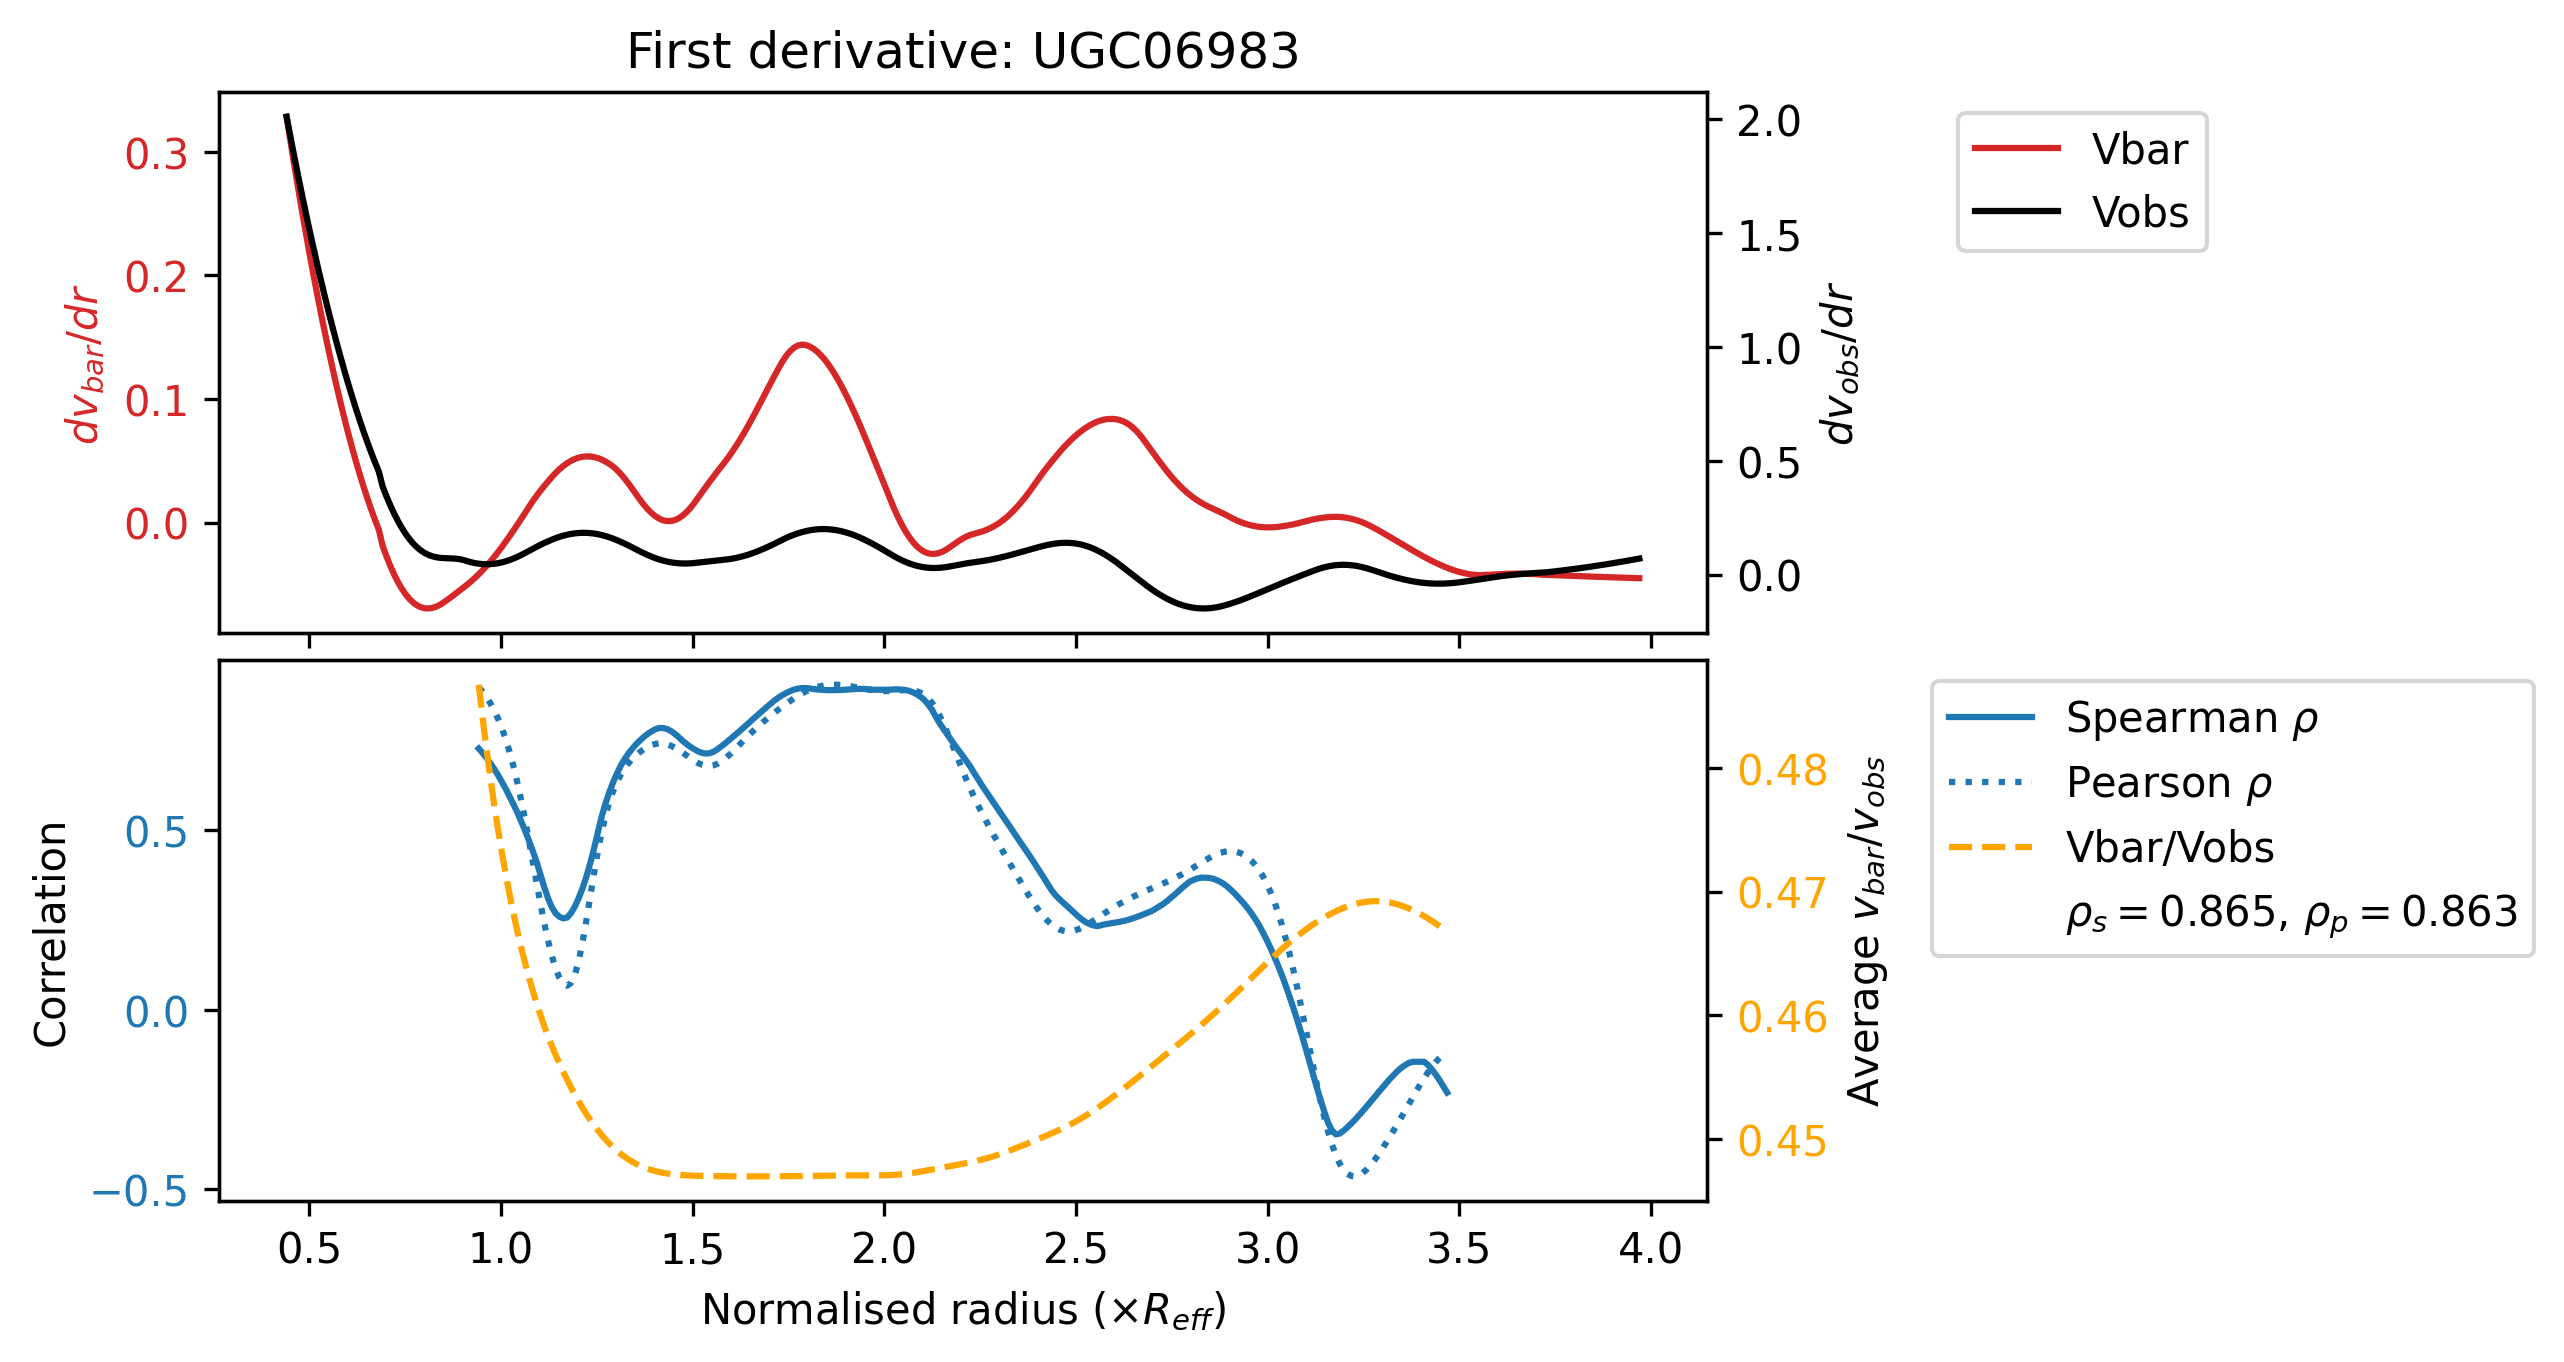 First derivative: UGC06983
0.3
0.2
0.1
0.0
dv_bar/dr
2.0
1.5
1.0
0.5
0.0
dv_obs/dr
Vbar
Vobs
0.5
0.0
−0.5
Correlation
0.48
0.47
0.46
0.45
Average v_bar/v_obs
Spearman ρ
Pearson ρ
Vbar/Vobs
ρ_s = 0.865, ρ_p = 0.863
0.5 1.0 1.5 2.0 2.5 3.0 3.5 4.0
Normalised radius (×R_eff)